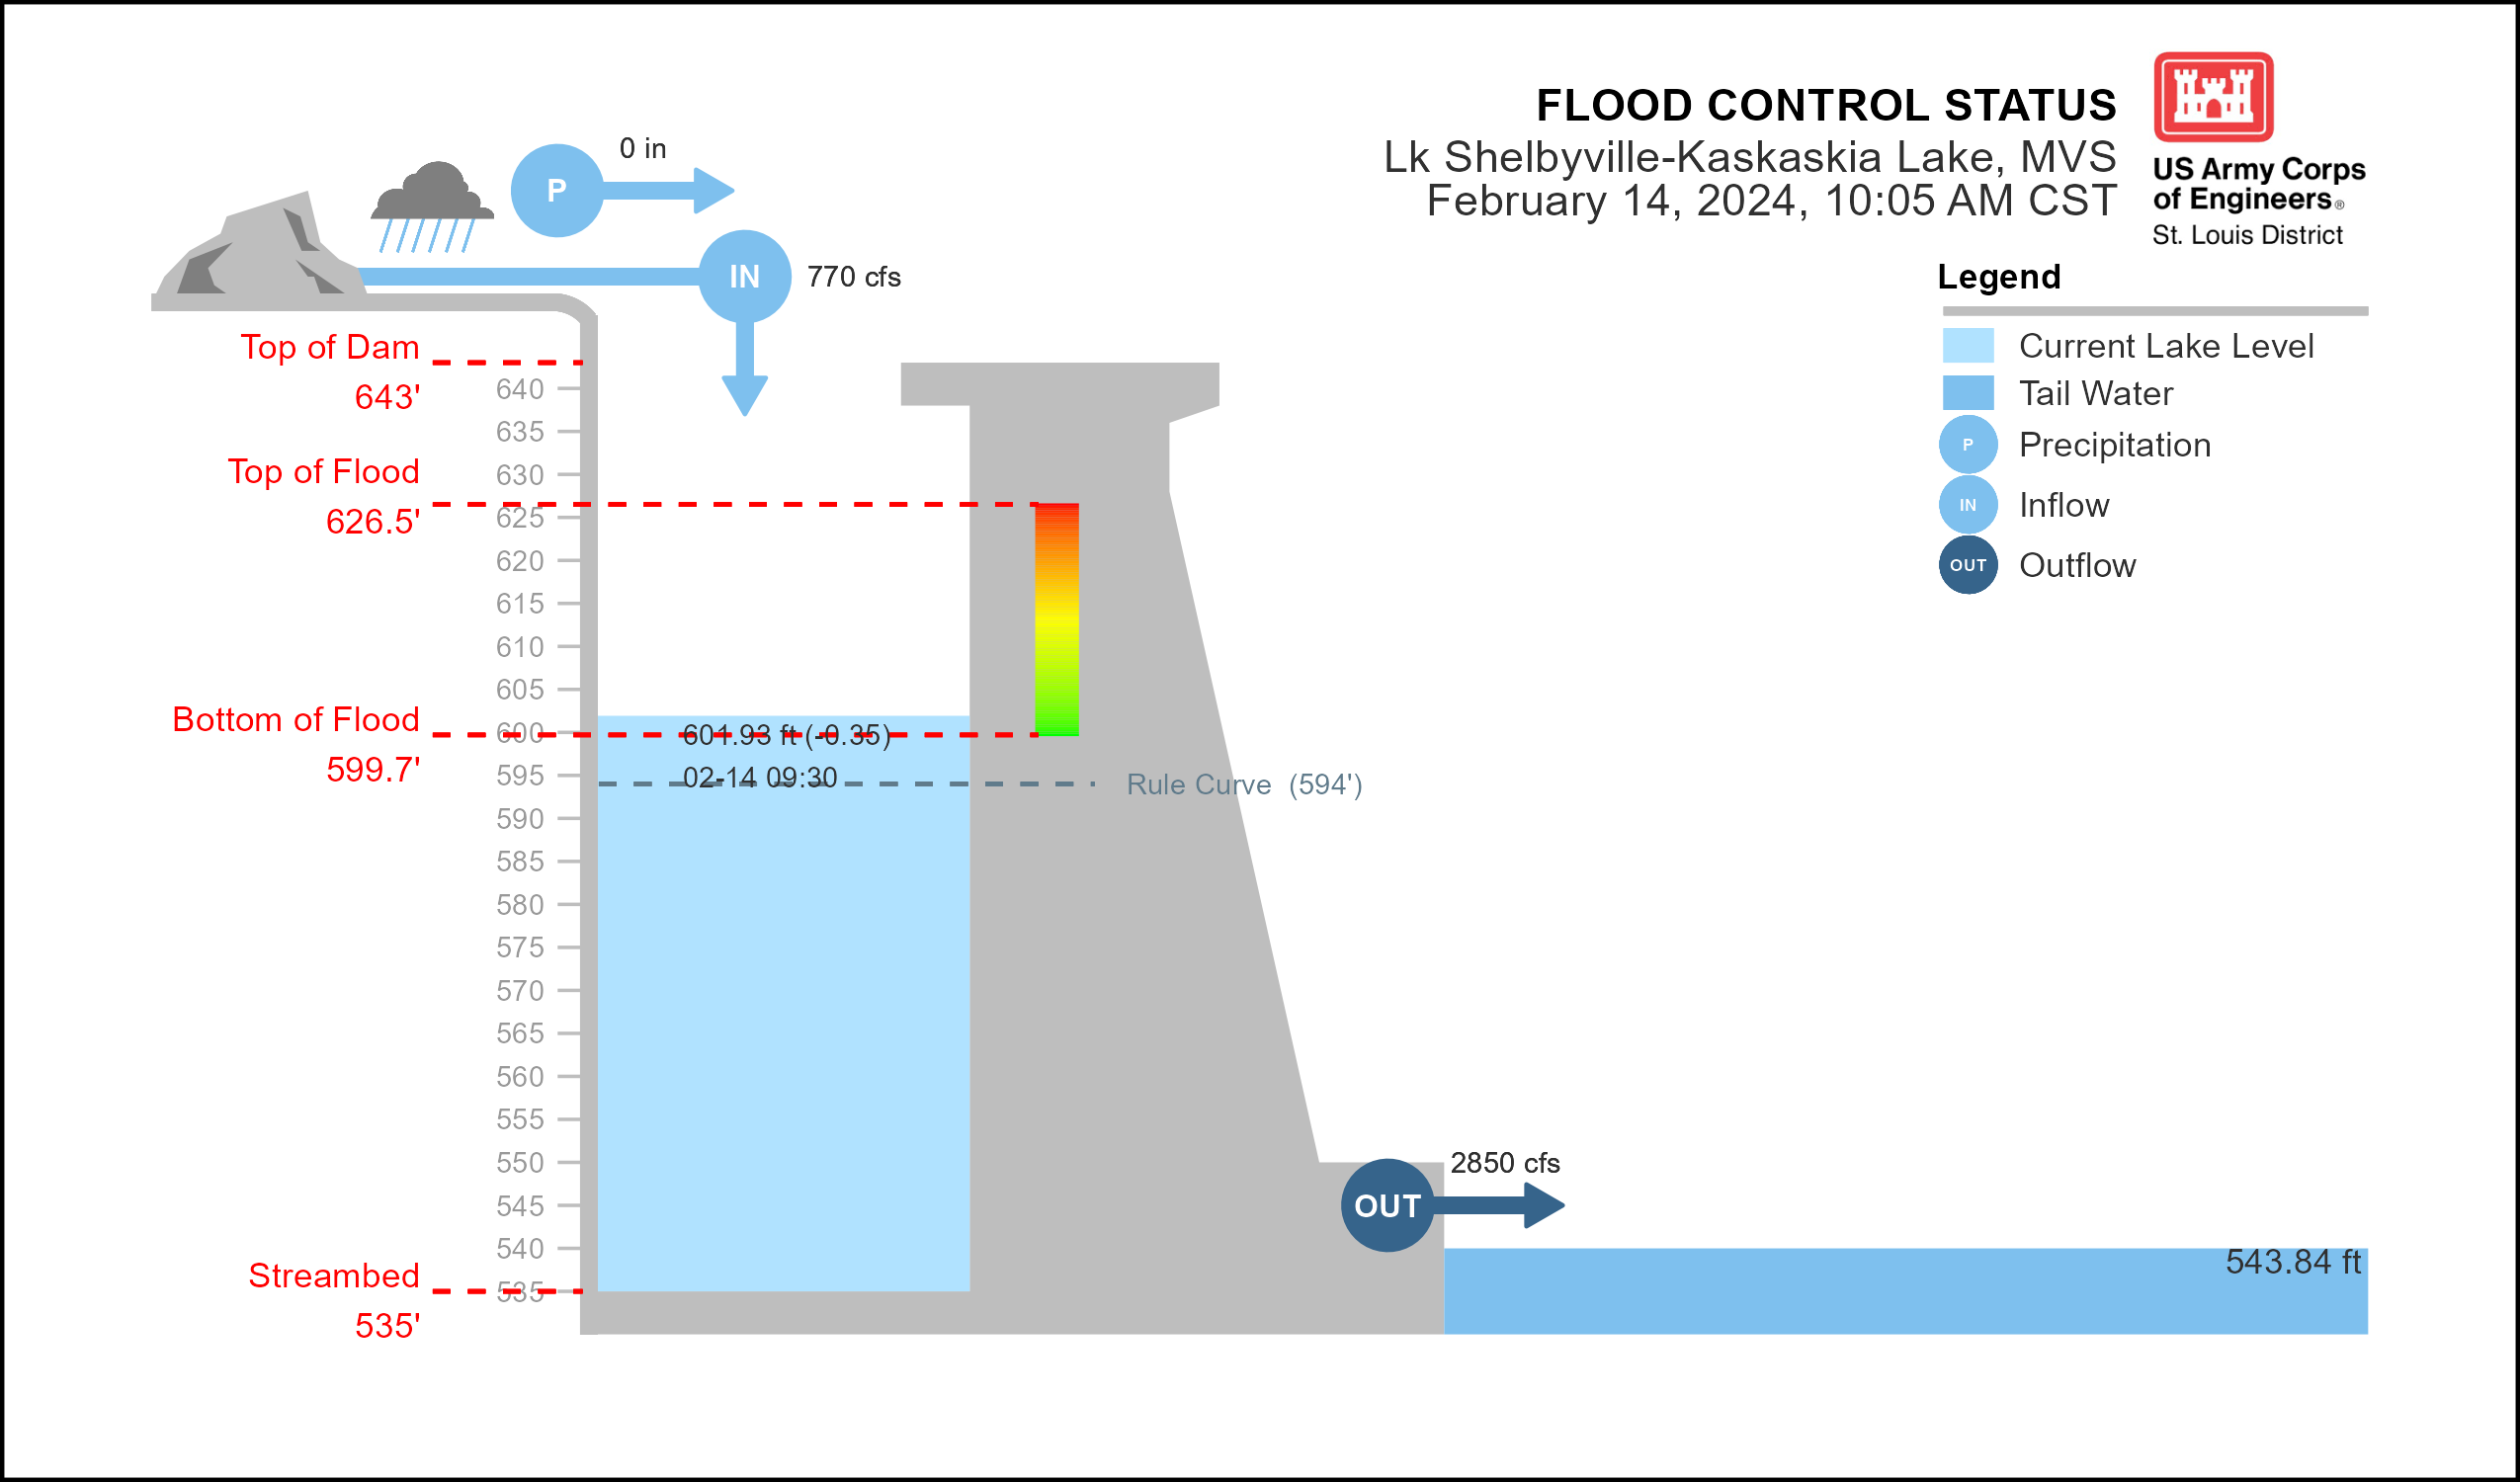 FLOOD CONTROL STATUS
Lk Shelbyville-Kaskaskia Lake, MVS
February 14, 2024, 10:05 AM CST
US Army Corps
of Engineers®
St. Louis District
Legend
Current Lake Level
Tail Water
P Precipitation
IN Inflow
OUT Outflow
P
0 in
IN
770 cfs
Top of Dam
643'
Top of Flood
626.5'
Bottom of Flood
599.7'
Streambed
535'
640
635
630
625
620
615
610
605
600
595
590
585
580
575
570
565
560
555
550
545
540
535
601.93 ft (-0.35)
02-14 09:30
Rule Curve (594')
OUT
2850 cfs
543.84 ft